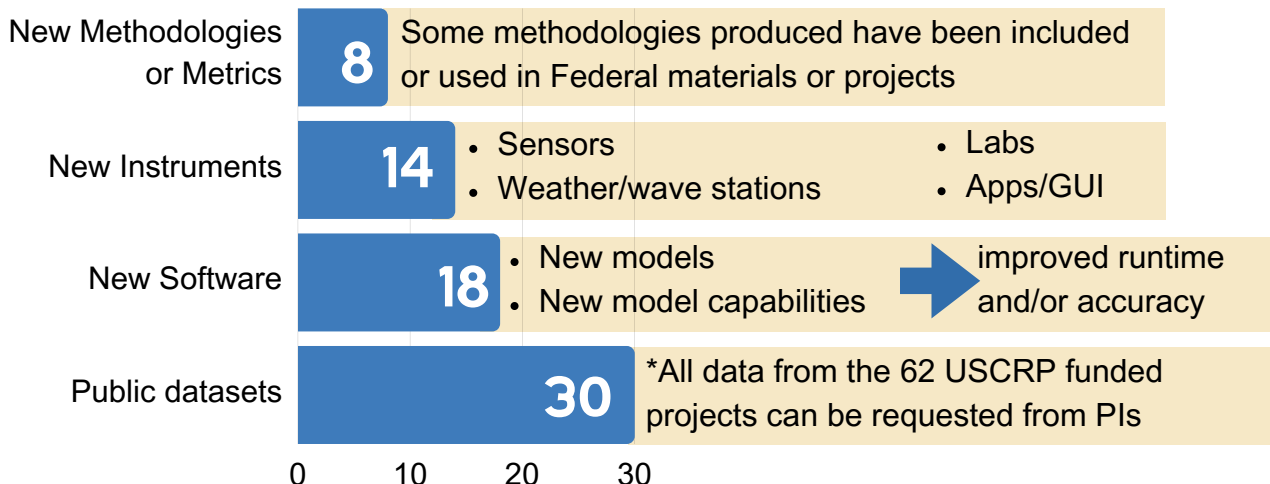 New Methodologies
or Metrics
8
Some methodologies produced have been included
or used in Federal materials or projects
New Instruments
14
• Sensors
• Weather/wave stations
• Labs
• Apps/GUI
New Software
18
• New models
• New model capabilities
improved runtime
and/or accuracy
Public datasets
30
*All data from the 62 USCRP funded
projects can be requested from PIs
0 10 20 30